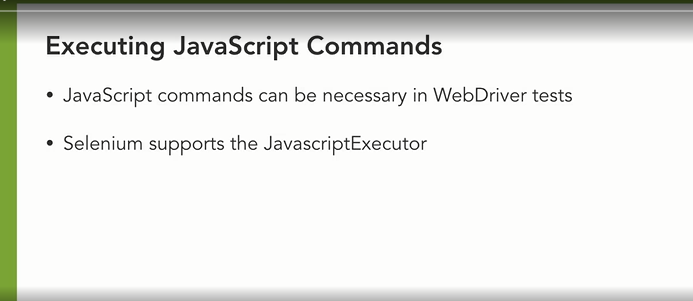 Executing JavaScript Commands
• JavaScript commands can be necessary in WebDriver tests
• Selenium supports the JavascriptExecutor